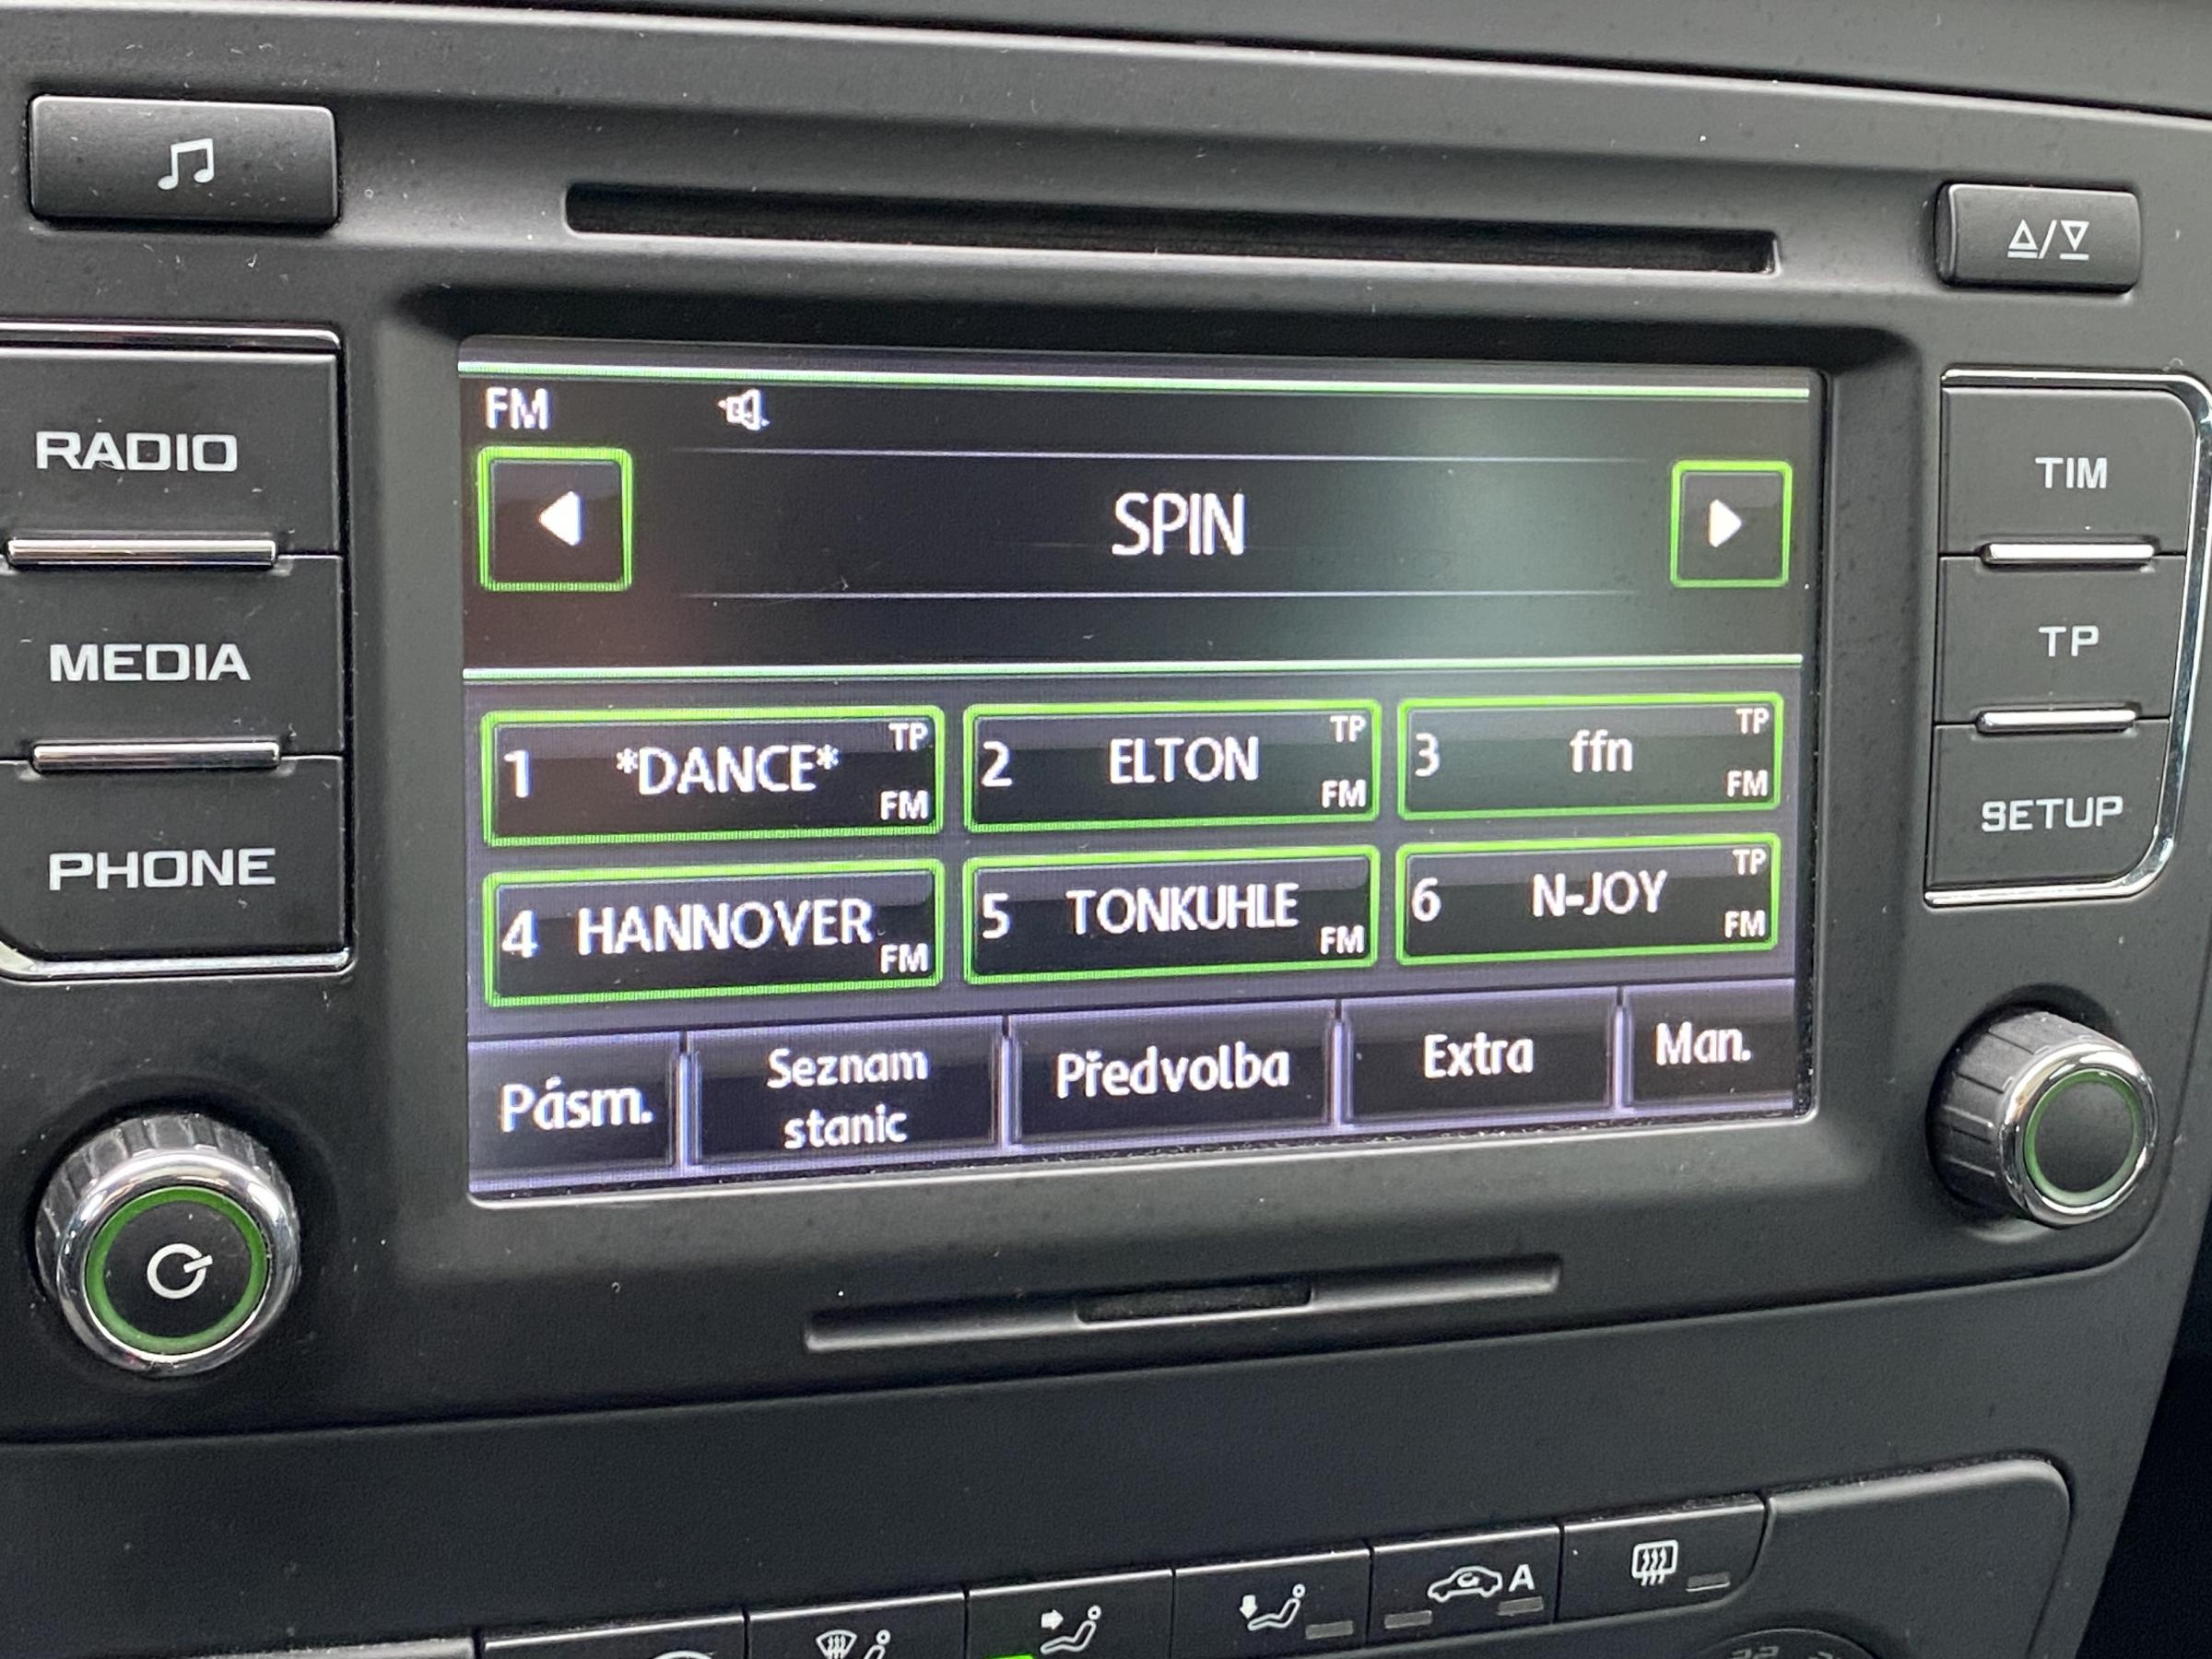 RADIO
MEDIA
PHONE
FM
SPIN
1 *DANCE* TP FM
2 ELTON TP FM
3 ffn TP FM
4 HANNOVER FM
5 TONKUHLE FM
6 N-JOY TP FM
Pásm.
Seznam
stanic
Předvolba
Extra
Man.
TIM
TP
SETUP
A